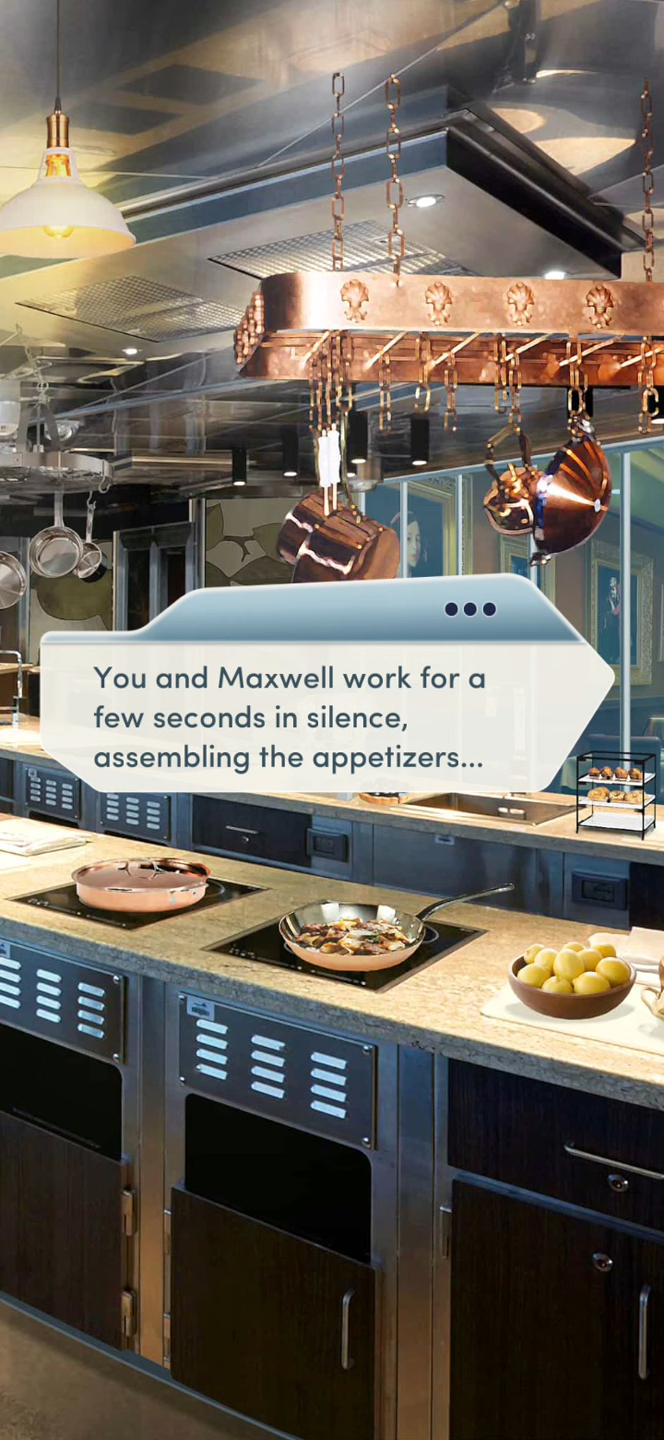 You and Maxwell work for a
few seconds in silence,
assembling the appetizers...